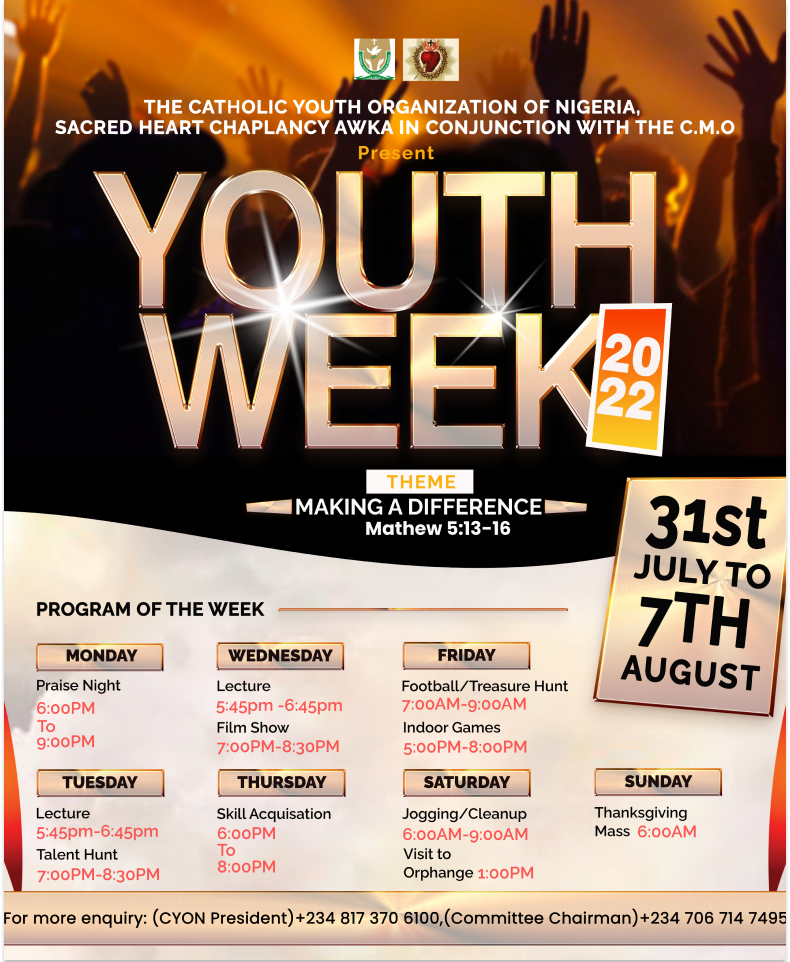 THE CATHOLIC YOUTH ORGANIZATION OF NIGERIA,
SACRED HEART CHAPLANCY AWKA IN CONJUNCTION WITH THE C.M.O
Present
YOUTH
WEEK
20
22
THEME
MAKING A DIFFERENCE
Mathew 5:13-16
31st
JULY TO
7TH
AUGUST
PROGRAM OF THE WEEK
MONDAY
Praise Night
6:00PM
To
9:00PM
TUESDAY
Lecture
5:45pm-6:45pm
Talent Hunt
7:00PM-8:30PM
WEDNESDAY
Lecture
5:45pm -6:45pm
Film Show
7:00PM-8:30PM
THURSDAY
Skill Acquisation
6:00PM
To
8:00PM
FRIDAY
Football/Treasure Hunt
7:00AM-9:00AM
Indoor Games
5:00PM-8:00PM
SATURDAY
Jogging/Cleanup
6:00AM-9:00AM
Visit to
Orphange 1:00PM
SUNDAY
Thanksgiving
Mass 6:00AM
For more enquiry: (CYON President)+234 817 370 6100,(Committee Chairman)+234 706 714 7495